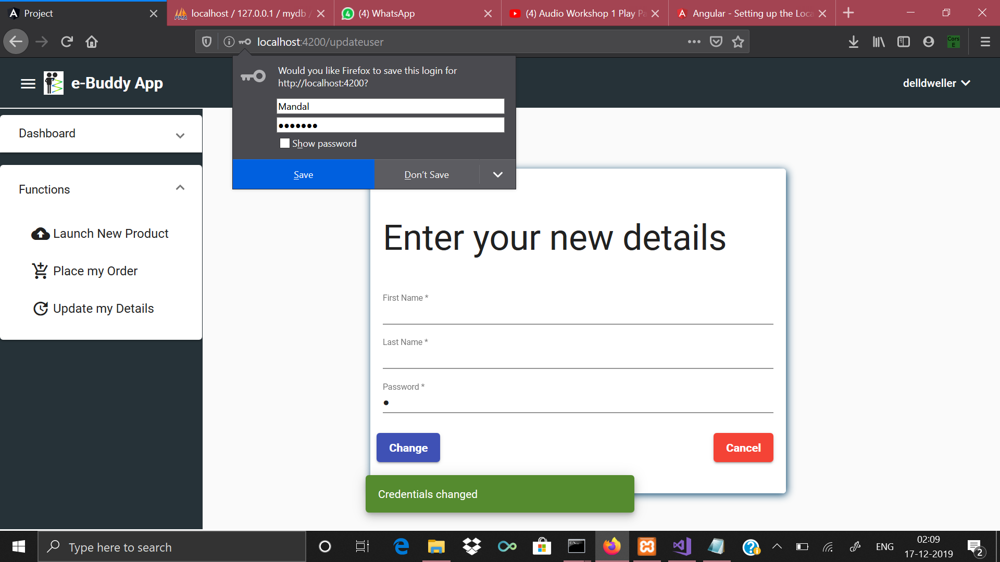 Project
localhost / 127.0.0.1 / mydb /
(4) WhatsApp
(4) Audio Workshop 1 Play Pa
Angular - Setting up the Loca
localhost:4200/updateuser
Cors
E
e-Buddy App
delldweller
Would you like Firefox to save this login for
http://localhost:4200?
Mandal
Show password
Save
Don't Save
Dashboard
Functions
Launch New Product
Place my Order
Update my Details
Enter your new details
First Name *
Last Name *
Password *
Change
Cancel
Credentials changed
Type here to search
ENG
02:09
17-12-2019
2